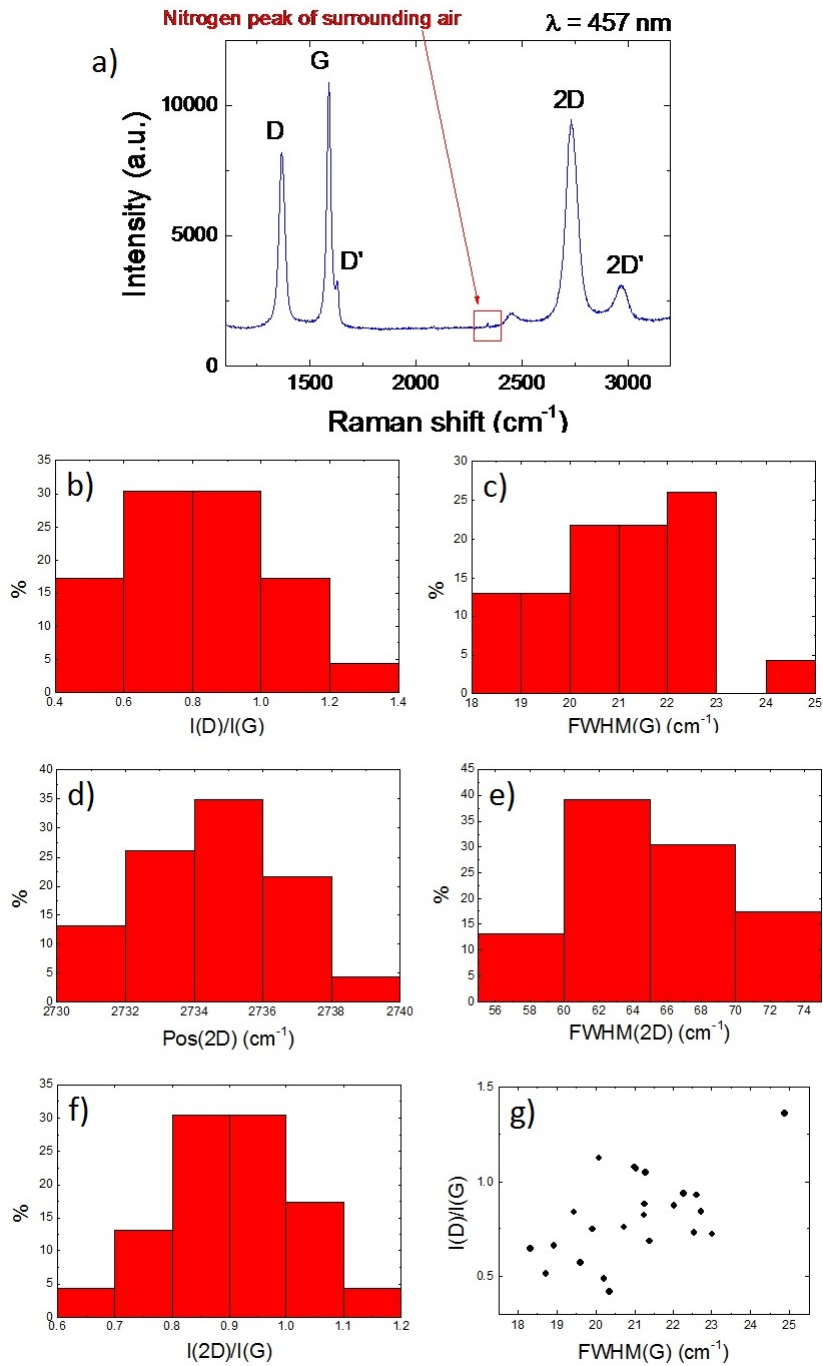 Nitrogen peak of surrounding air
λ = 457 nm
a)
G
D
D'
2D
2D'
10000
5000
0
Intensity (a.u.)
1500 2000 2500 3000
Raman shift (cm⁻¹)
b)
35
30
25
20
15
10
5
0
%
0.4 0.6 0.8 1.0 1.2 1.4
I(D)/I(G)
c)
30
25
20
15
10
5
0
%
18 19 20 21 22 23 24 25
FWHM(G) (cm⁻¹)
d)
40
35
30
25
20
15
10
5
0
%
2730 2732 2734 2736 2738 2740
Pos(2D) (cm⁻¹)
e)
45
40
35
30
25
20
15
10
5
0
%
56 58 60 62 64 66 68 70 72 74
FWHM(2D) (cm⁻¹)
f)
35
30
25
20
15
10
5
0
%
0.6 0.7 0.8 0.9 1.0 1.1 1.2
I(2D)/I(G)
g)
1.5
1.0
0.5
I(D)/I(G)
18 19 20 21 22 23 24 25
FWHM(G) (cm⁻¹)